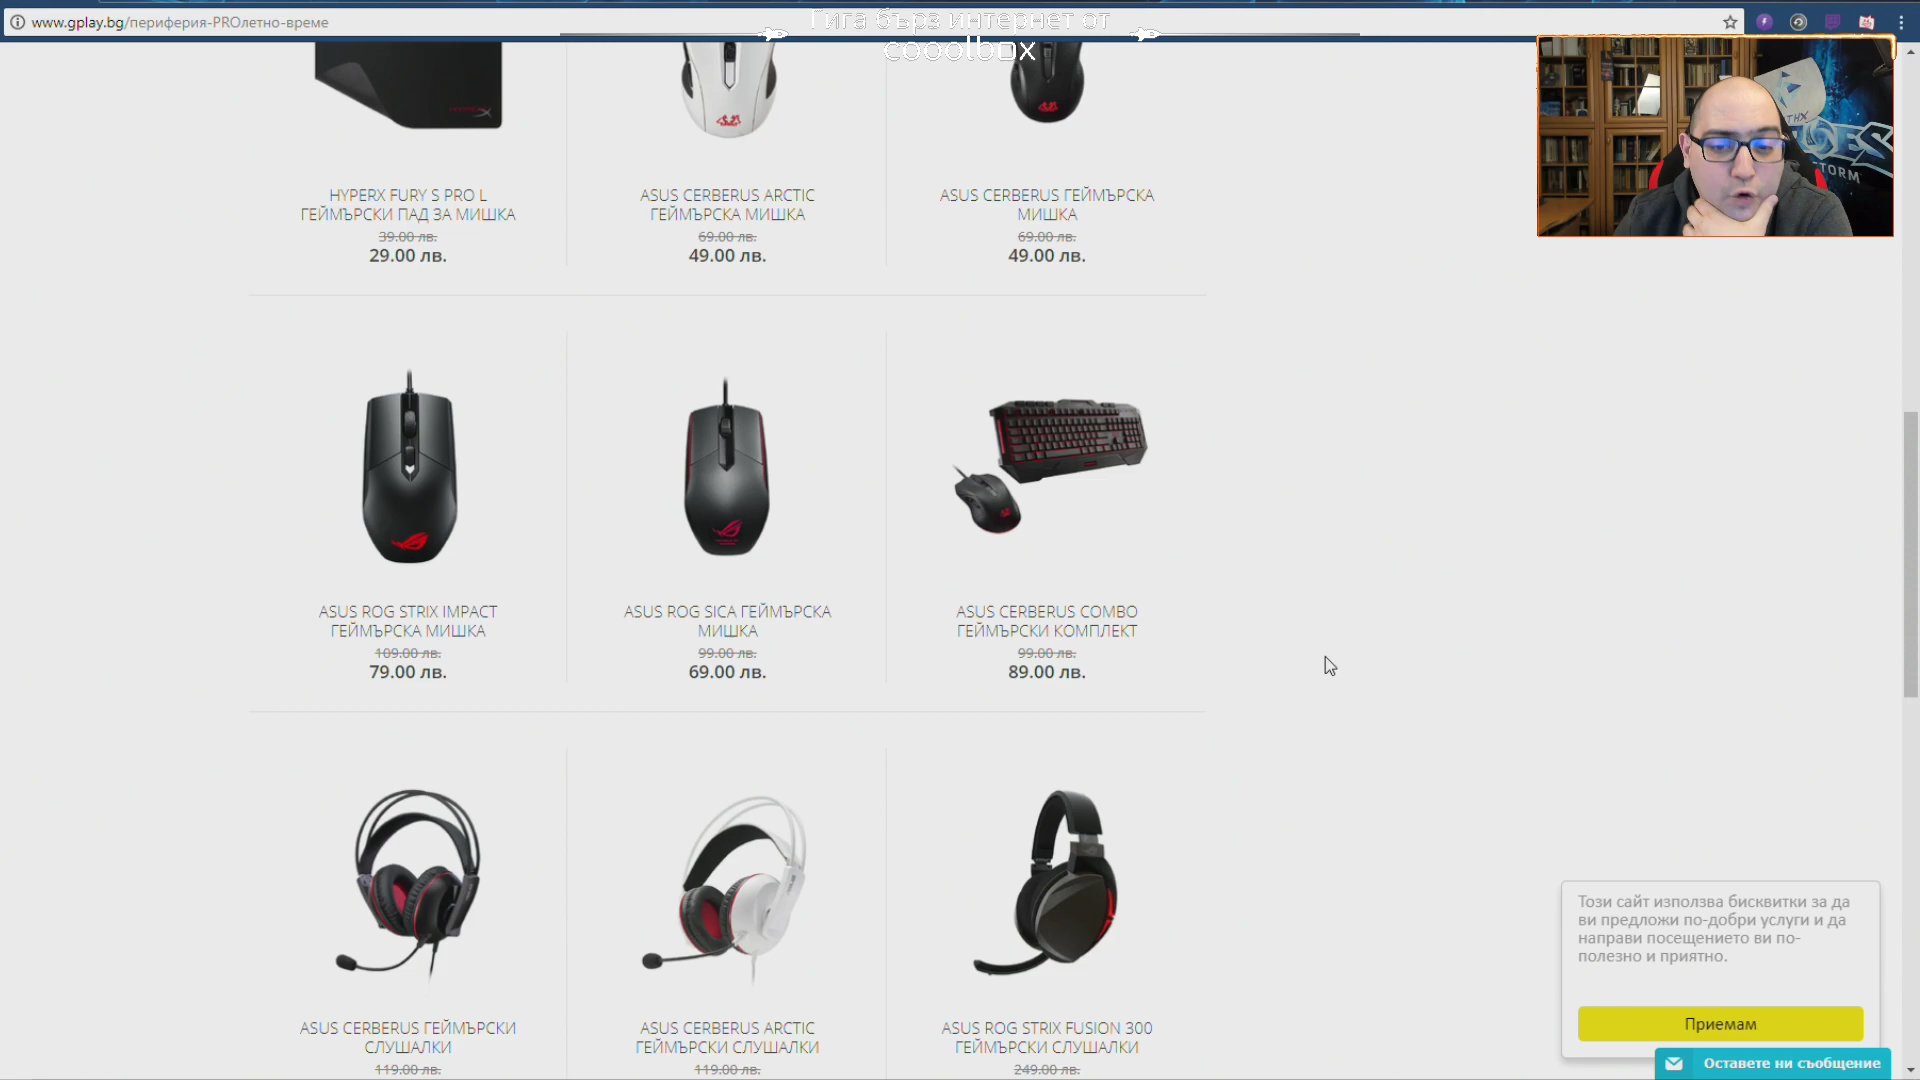 www.gplay.bg/периферия-PROлетно-време
Гига бърз интернет от
cooolbox
THX
STORM
HYPERX FURY S PRO L
ГЕЙМЪРСКИ ПАД ЗА МИШКА
39.00 лв.
29.00 лв.
ASUS CERBERUS ARCTIC
ГЕЙМЪРСКА МИШКА
69.00 лв.
49.00 лв.
ASUS CERBERUS ГЕЙМЪРСКА
МИШКА
69.00 лв.
49.00 лв.
ASUS ROG STRIX IMPACT
ГЕЙМЪРСКА МИШКА
109.00 лв.
79.00 лв.
ASUS ROG SICA ГЕЙМЪРСКА
МИШКА
99.00 лв.
69.00 лв.
ASUS CERBERUS COMBO
ГЕЙМЪРСКИ КОМПЛЕКТ
99.00 лв.
89.00 лв.
ASUS CERBERUS ГЕЙМЪРСКИ
СЛУШАЛКИ
119.00 лв.
ASUS CERBERUS ARCTIC
ГЕЙМЪРСКИ СЛУШАЛКИ
119.00 лв.
ASUS ROG STRIX FUSION 300
ГЕЙМЪРСКИ СЛУШАЛКИ
249.00 лв.
Този сайт използва бисквитки за да
ви предложи по-добри услуги и да
направи посещението ви по-
полезно и приятно.
Приемам
Оставете ни съобщение